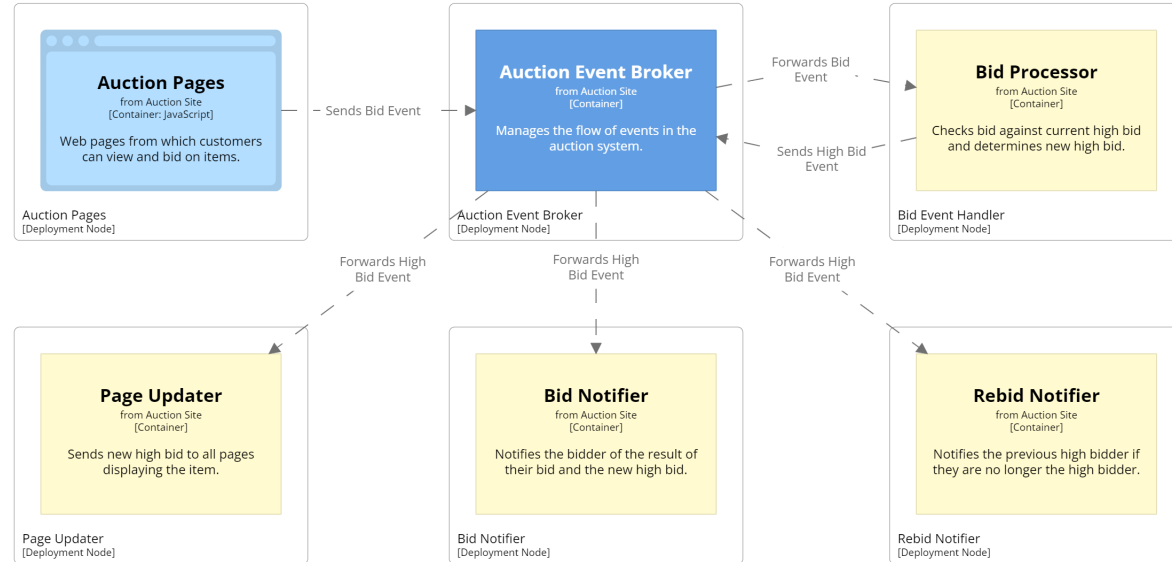 Auction Pages
from Auction Site
[Container: JavaScript]
Web pages from which customers
can view and bid on items.
Auction Pages
[Deployment Node]
Sends Bid Event
Auction Event Broker
from Auction Site
[Container]
Manages the flow of events in the
auction system.
Auction Event Broker
[Deployment Node]
Forwards Bid
Event
Sends High Bid
Event
Bid Processor
from Auction Site
[Container]
Checks bid against current high bid
and determines new high bid.
Bid Event Handler
[Deployment Node]
Forwards High
Bid Event
Forwards High
Bid Event
Forwards High
Bid Event
Page Updater
from Auction Site
[Container]
Sends new high bid to all pages
displaying the item.
Page Updater
[Deployment Node]
Bid Notifier
from Auction Site
[Container]
Notifies the bidder of the result of
their bid and the new high bid.
Bid Notifier
[Deployment Node]
Rebid Notifier
from Auction Site
[Container]
Notifies the previous high bidder if
they are no longer the high bidder.
Rebid Notifier
[Deployment Node]